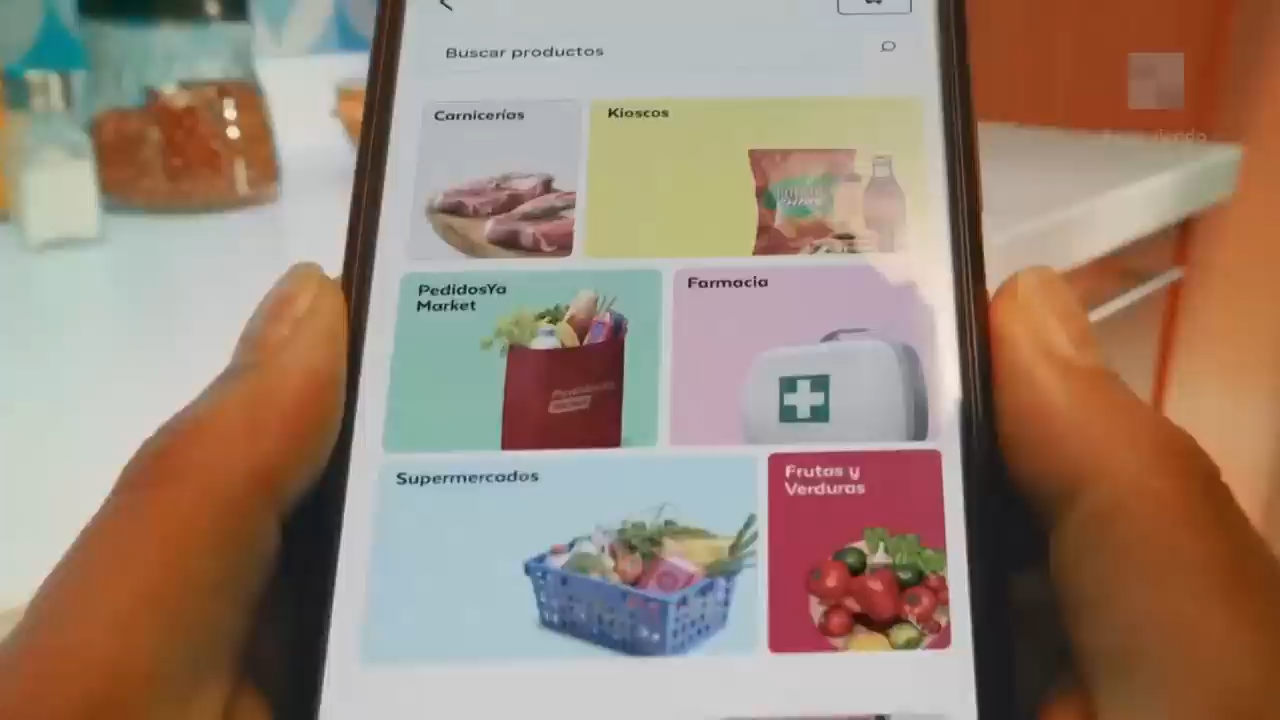 Buscar productos
Carnicerías
Kioscos
PedidosYa
Market
Farmacia
Supermercados
Frutas y
Verduras